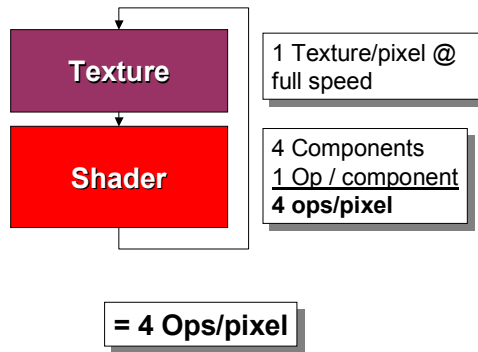 Texture
1 Texture/pixel @
full speed
Shader
4 Components
1 Op / component
4 ops/pixel
= 4 Ops/pixel